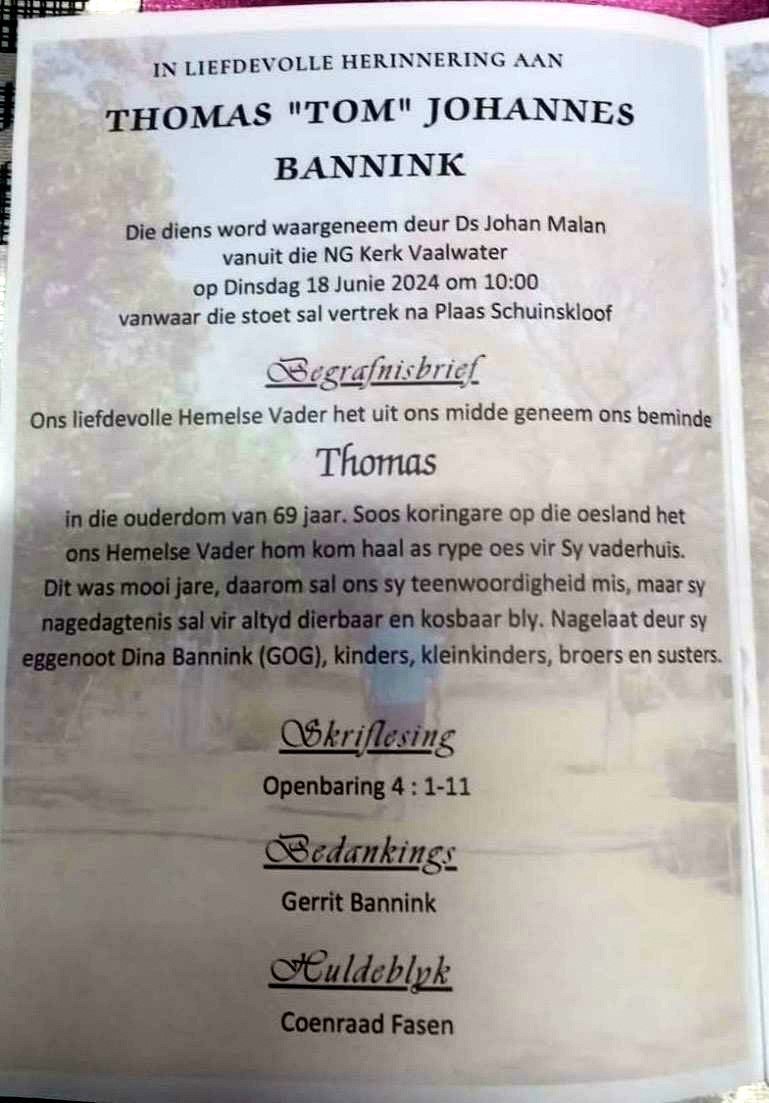 IN LIEFDEVOLLE HERINNERING AAN
THOMAS "TOM" JOHANNES
BANNINK
Die diens word waargeneem deur Ds Johan Malan
vanuit die NG Kerk Vaalwater
op Dinsdag 18 Junie 2024 om 10:00
vanwaar die stoet sal vertrek na Plaas Schuinskloof
Begrafnisbrief
Ons liefdevolle Hemelse Vader het uit ons midde geneem ons beminde
Thomas
in die ouderdom van 69 jaar. Soos koringare op die oesland het
ons Hemelse Vader hom kom haal as rype oes vir Sy vaderhuis.
Dit was mooi jare, daarom sal ons sy teenwoordigheid mis, maar sy
nagedagtenis sal vir altyd dierbaar en kosbaar bly. Nagelaat deur sy
eggenoot Dina Bannink (GOG), kinders, kleinkinders, broers en susters.
Skriflesing
Openbaring 4 : 1-11
Bedankings
Gerrit Bannink
Huldeblyk
Coenraad Fasen